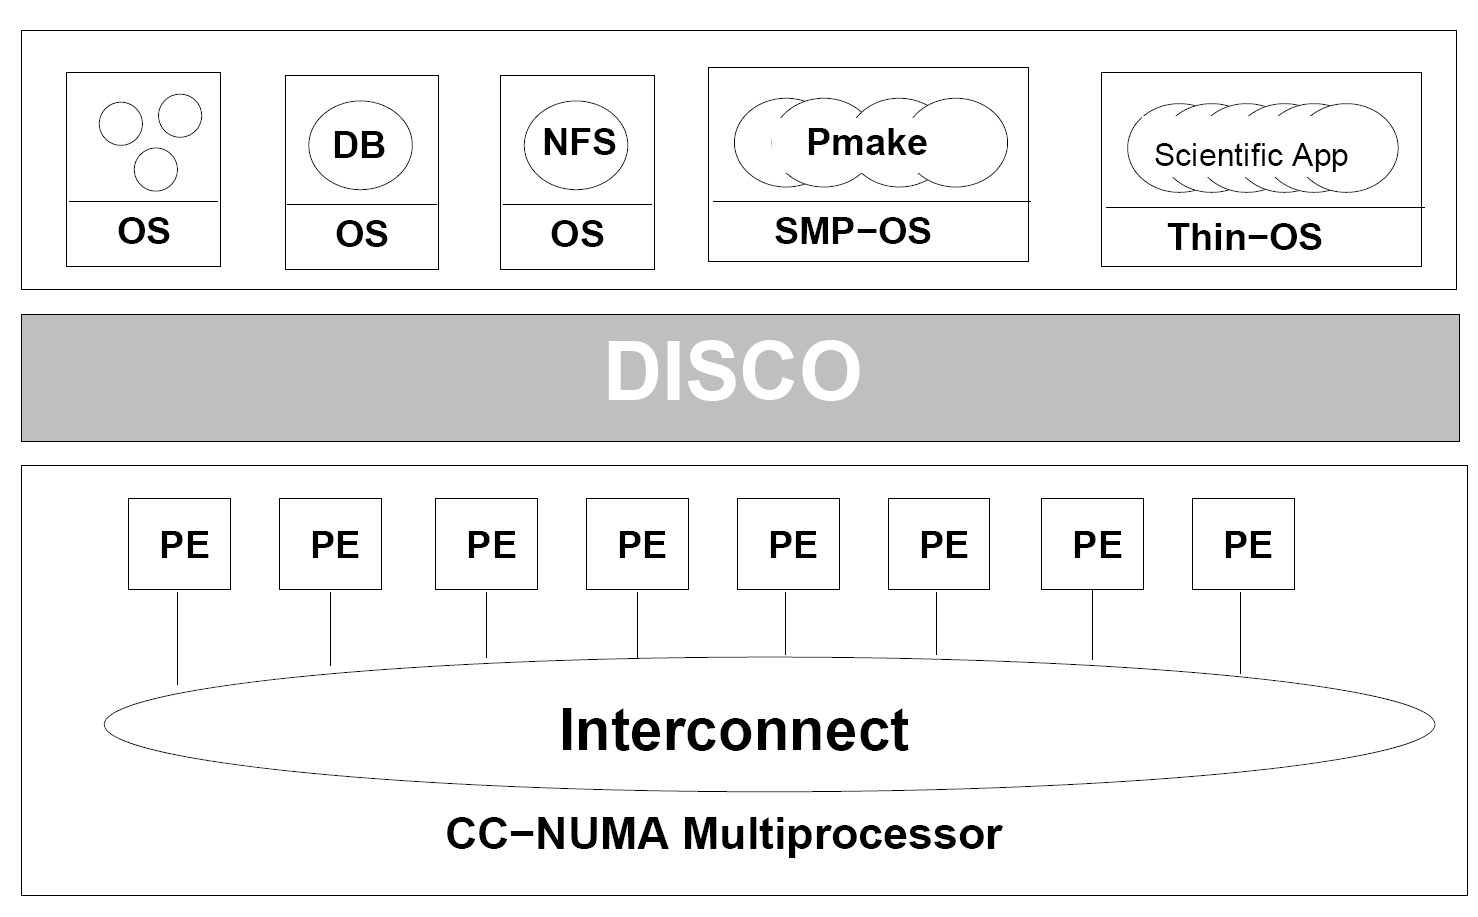 DB
NFS
Pmake
Scientific App
OS
OS
OS
SMP−OS
Thin−OS
DISCO
PE
PE
PE
PE
PE
PE
PE
PE
Interconnect
CC−NUMA Multiprocessor